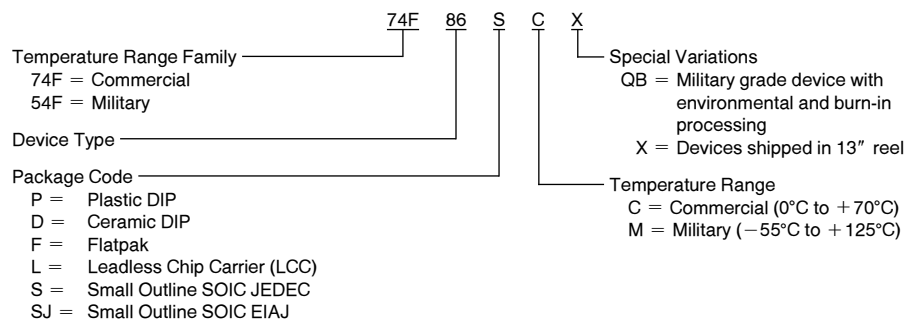 74F 86 S C X
Temperature Range Family
74F = Commercial
54F = Military
Device Type
Package Code
P = Plastic DIP
D = Ceramic DIP
F = Flatpak
L = Leadless Chip Carrier (LCC)
S = Small Outline SOIC JEDEC
SJ = Small Outline SOIC EIAJ
Special Variations
QB = Military grade device with
environmental and burn-in
processing
X = Devices shipped in 13″ reel
Temperature Range
C = Commercial (0°C to +70°C)
M = Military (−55°C to +125°C)